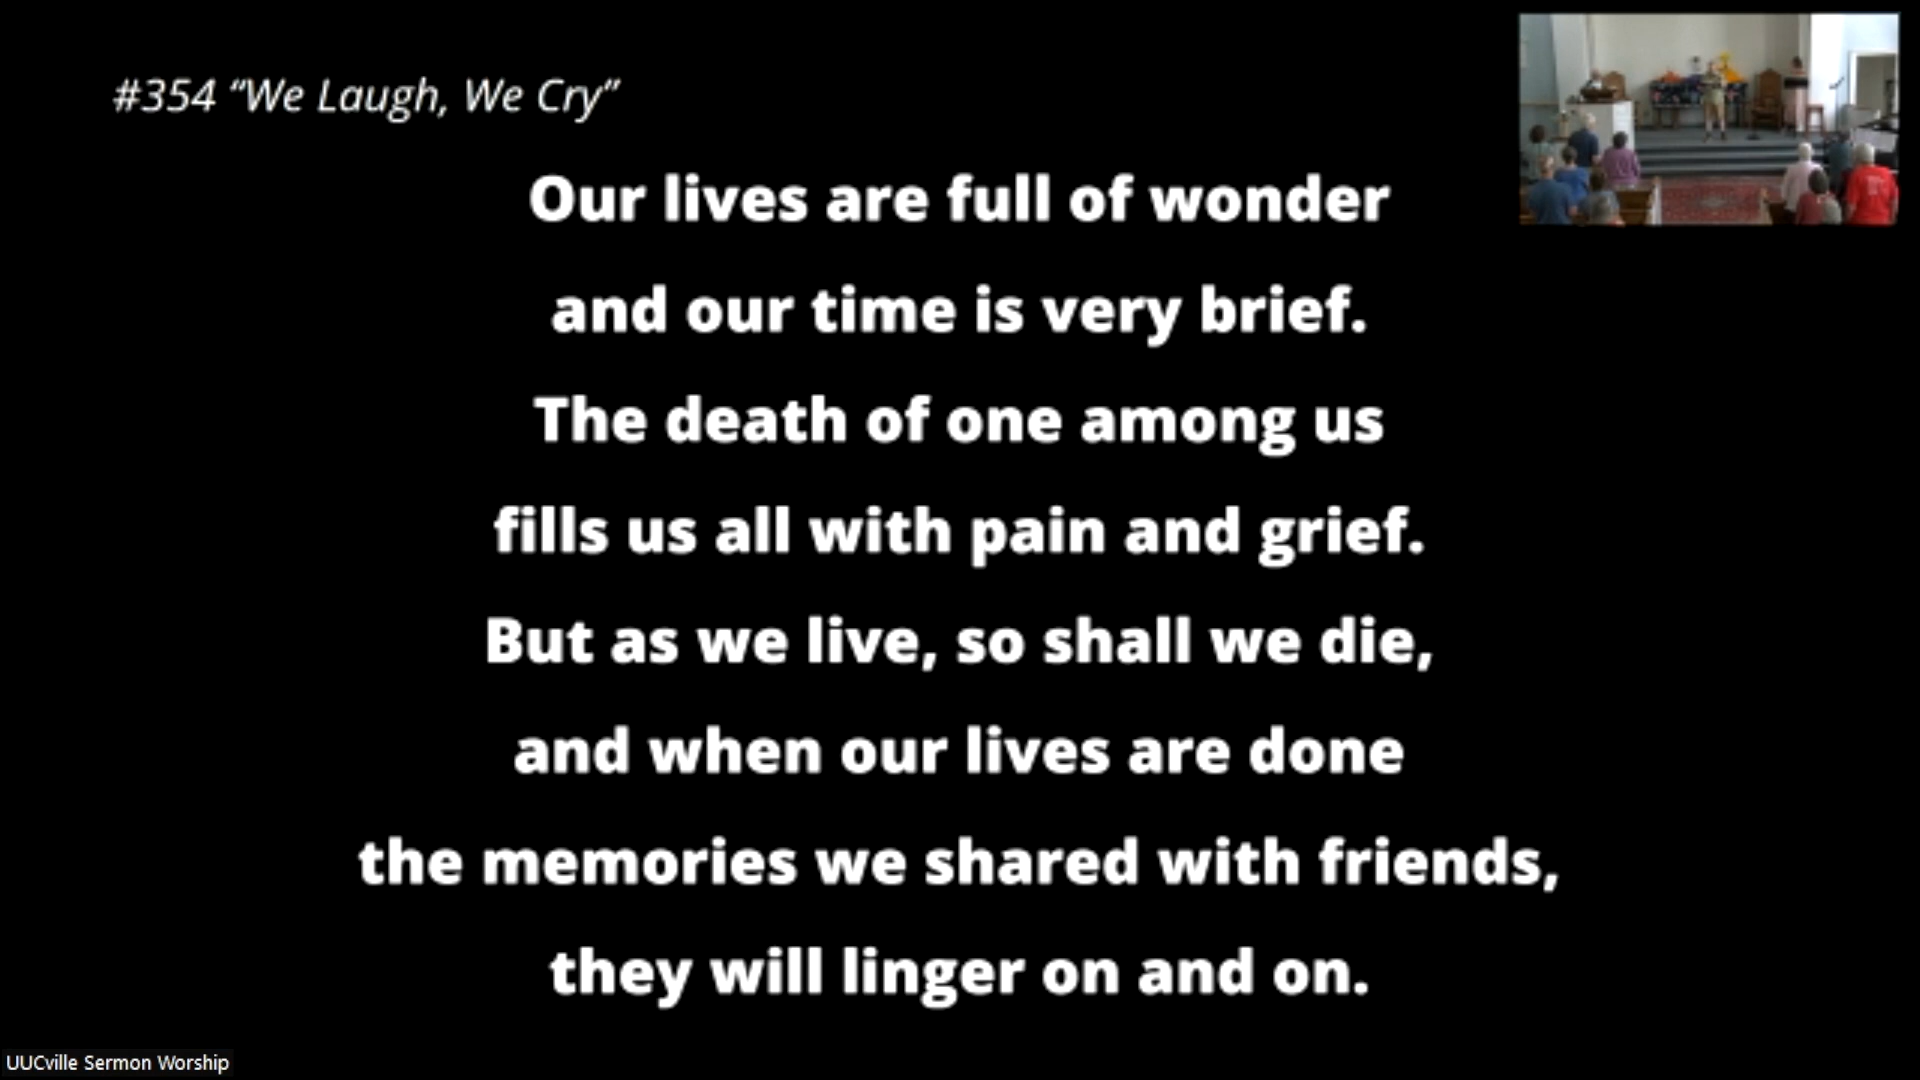 #354 “We Laugh, We Cry”
Our lives are full of wonder
and our time is very brief.
The death of one among us
fills us all with pain and grief.
But as we live, so shall we die,
and when our lives are done
the memories we shared with friends,
they will linger on and on.
UUCville Sermon Worship